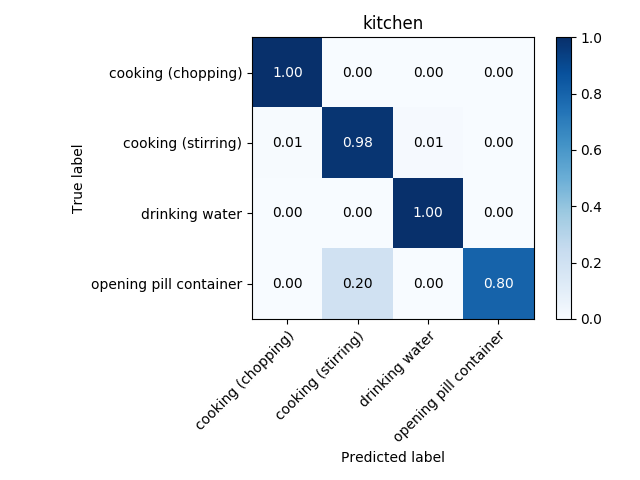 kitchen
cooking (chopping) 1.00 0.00 0.00 0.00
cooking (stirring) 0.01 0.98 0.01 0.00
drinking water 0.00 0.00 1.00 0.00
opening pill container 0.00 0.20 0.00 0.80
True label
cooking (chopping)
cooking (stirring)
drinking water
opening pill container
Predicted label
1.0
0.8
0.6
0.4
0.2
0.0